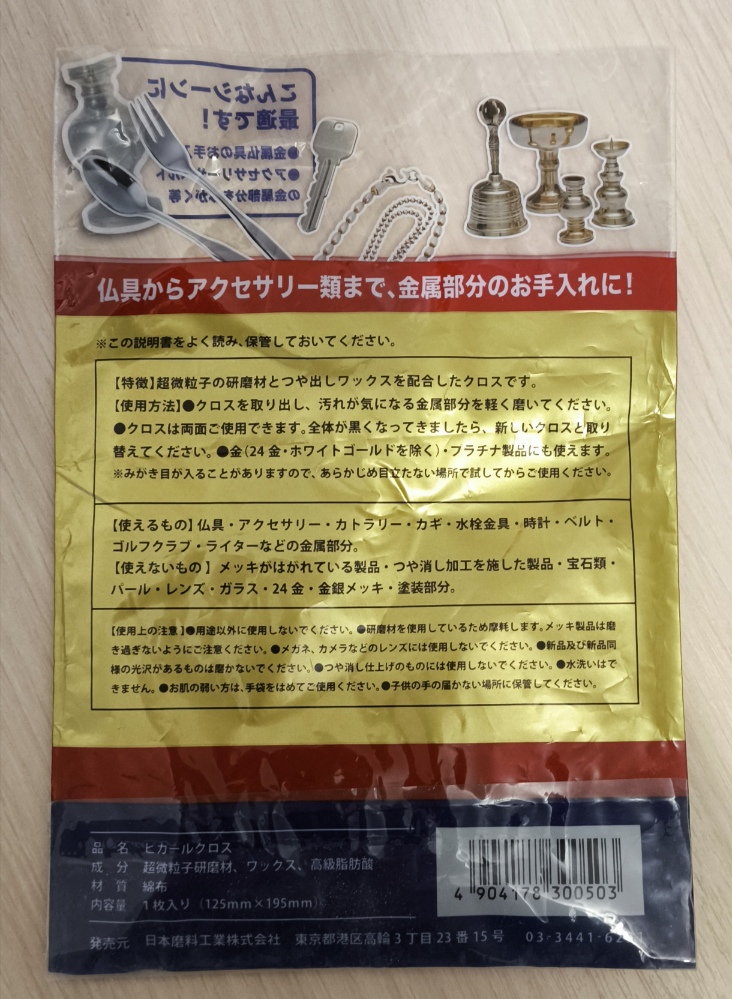 こんなシーンに
最適です!
●金属仏具のお手
●アクセサリー
の金属部分をみがく等
仏具からアクセサリー類まで、金属部分のお手入れに!
※この説明書をよく読み、保管しておいてください。
【特徴】超微粒子の研磨材とつや出しワックスを配合したクロスです。
【使用方法】●クロスを取り出し、汚れが気になる金属部分を軽く磨いてください。
●クロスは両面ご使用できます。全体が黒くなってきましたら、新しいクロスと取り
替えてください。●金(24金・ホワイトゴールドを除く)・プラチナ製品にも使えます。
※みがき目が入ることがありますので、あらかじめ目立たない場所で試してからご使用ください。
【使えるもの】仏具・アクセサリー・カトラリー・カギ・水栓金具・時計・ベルト・
ゴルフクラブ・ライターなどの金属部分。
【使えないもの】メッキがはがれている製品・つや消し加工を施した製品・宝石類・
パール・レンズ・ガラス・24金・金銀メッキ・塗装部分。
【使用上の注意】●用途以外に使用しないでください。●研磨材を使用しているため摩耗します。メッキ製品は磨
き過ぎないようにご注意ください。●メガネ、カメラなどのレンズには使用しないでください。●新品及び新品同
様の光沢があるものは磨かないでください。●つや消し仕上げのものには使用しないでください。●水洗いはで
きません。●お肌の弱い方は、手袋をはめてご使用ください。●子供の手の届かない場所に保管してください。
品名 ヒカールクロス
成分 超微粒子研磨材、ワックス、高級脂肪酸
材質 綿布
内容量 1枚入り(125mm×195mm)
4 904178 300503
発売元 日本磨料工業株式会社 東京都港区高輪3丁目23番15号 03-3441-62